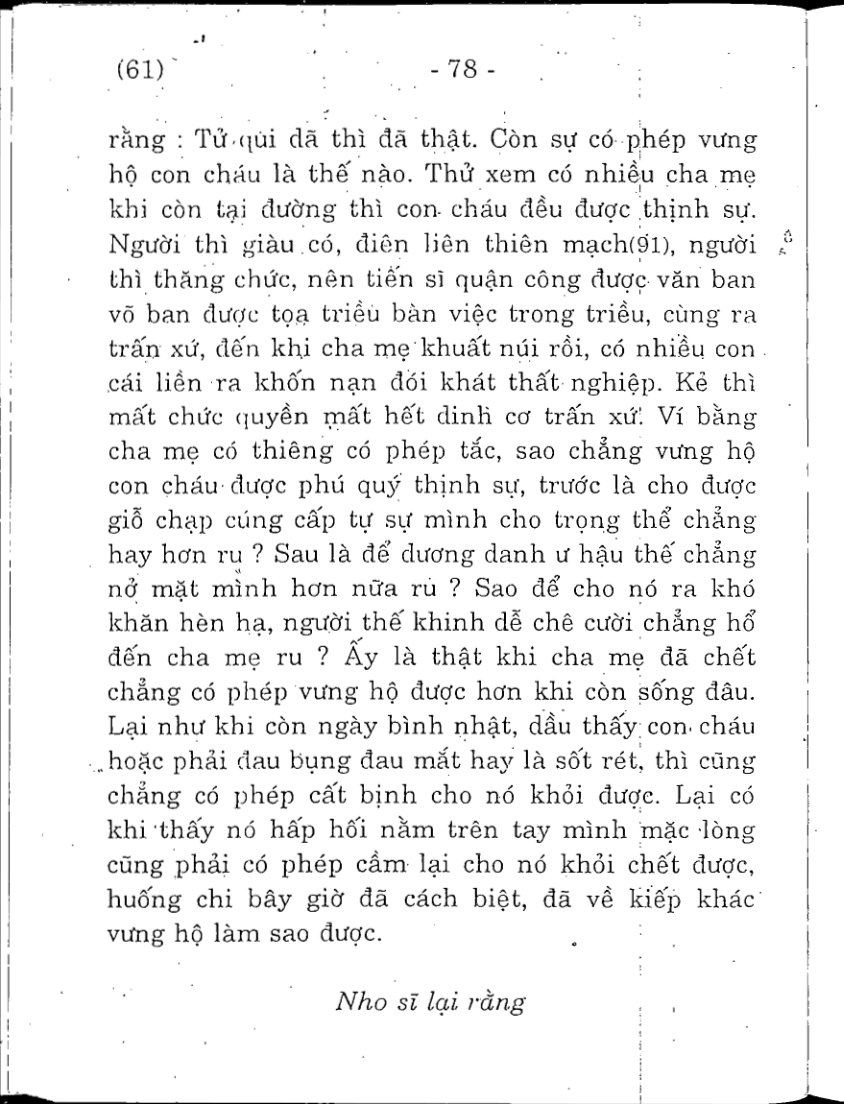 (61) - 78 -
rằng : Tử qui dã thì đã thật. Còn sự có phép vưng
hộ con cháu là thế nào. Thử xem có nhiều cha mẹ
khi còn tại đường thì con cháu đều được thịnh sự.
Người thì giàu có, điên liên thiên mạch(91), người
thì thăng chức, nên tiến sĩ quận công được văn ban
võ ban được tọa triều bàn việc trong triều, cùng ra
trấn xứ, đến khi cha mẹ khuất núi rồi, có nhiều con
cái liền ra khốn nạn đói khát thất nghiệp. Kẻ thì
mất chức quyền mất hết dinh cơ trấn xứ. Ví bằng
cha mẹ có thiêng có phép tắc, sao chẳng vưng hộ
con cháu được phú quý thịnh sự, trước là cho được
giỗ chạp cúng cấp tự sự mình cho trọng thể chẳng
hay hơn ru ? Sau là để dương danh ư hậu thế chẳng
nở mặt mình hơn nữa ru ? Sao để cho nó ra khó
khăn hèn hạ, người thế khinh dễ chê cười chẳng hổ
đến cha mẹ ru ? Ấy là thật khi cha mẹ đã chết
chẳng có phép vưng hộ được hơn khi còn sống đâu.
Lại như khi còn ngày bình nhật, dầu thấy con cháu
hoặc phải đau bụng đau mắt hay là sốt rét, thì cũng
chẳng có phép cất bịnh cho nó khỏi được. Lại có
khi thấy nó hấp hối nằm trên tay mình mặc lòng
cũng phải có phép cầm lại cho nó khỏi chết được,
huống chi bây giờ đã cách biệt, đã về kiếp khác
vưng hộ làm sao được.
Nho sĩ lại rằng